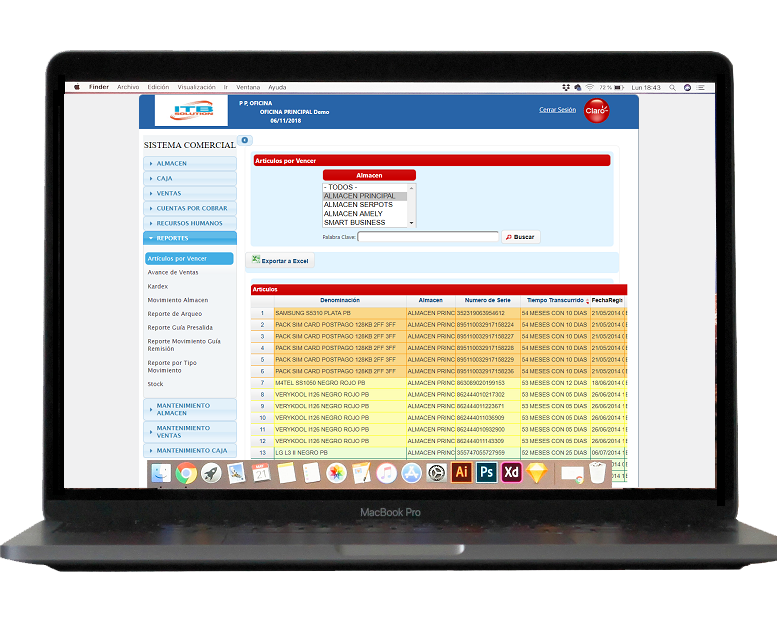 Finder Archivo Edición Visualización Ir Ventana Ayuda 72 % Lun 18:43
ITB
SOLUTION
P P, OFICINA
OFICINA PRINCIPAL Demo
06/11/2018
Cerrar Sesión
Claro
SISTEMA COMERCIAL
ALMACEN
CAJA
VENTAS
CUENTAS POR COBRAR
RECURSOS HUMANOS
REPORTES
Artículos por Vencer
Avance de Ventas
Kardex
Movimiento Almacen
Reporte de Arqueo
Reporte Guía Presalida
Reporte Movimiento Guía
Remisión
Reporte por Tipo
Movimiento
Stock
MANTENIMIENTO
ALMACEN
MANTENIMIENTO
VENTAS
MANTENIMIENTO CAJA
Artículos por Vencer
Almacen
- TODOS -
ALMACEN PRINCIPAL
ALMACEN SERPOTS
ALMACEN AMELY
SMART BUSINESS
Palabra Clave:
Buscar
Exportar a Excel
Artículos
Denominación Almacen Numero de Serie Tiempo Transcurrido FechaRegis
1 SAMSUNG S5310 PLATA PB ALMACEN PRINC 352319063954612 54 MESES CON 10 DIAS 21/05/2014
2 PACK SIM CARD POSTPAGO 128KB 2FF 3FF ALMACEN PRINC 8951100329171582​24 54 MESES CON 10 DIAS 21/05/2014
3 PACK SIM CARD POSTPAGO 128KB 2FF 3FF ALMACEN PRINC 895110032917158227 54 MESES CON 10 DIAS 21/05/2014
4 PACK SIM CARD POSTPAGO 128KB 2FF 3FF ALMACEN PRINC 895110032917158228 54 MESES CON 10 DIAS 21/05/2014
5 PACK SIM CARD POSTPAGO 128KB 2FF 3FF ALMACEN PRINC 895110032917158229 54 MESES CON 10 DIAS 21/05/2014
6 PACK SIM CARD POSTPAGO 128KB 2FF 3FF ALMACEN PRINC 895110032917158236 54 MESES CON 10 DIAS 21/05/2014
7 M4TEL SS1050 NEGRO ROJO PB ALMACEN PRINC 863069020199153 53 MESES CON 12 DIAS 18/06/2014
8 VERYKOOL I126 NEGRO ROJO PB ALMACEN PRINC 862444010217302 53 MESES CON 05 DIAS 26/06/2014
9 VERYKOOL I126 NEGRO ROJO PB ALMACEN PRINC 862444011223671 53 MESES CON 05 DIAS 26/06/2014
10 VERYKOOL I126 NEGRO ROJO PB ALMACEN PRINC 862444011036909 53 MESES CON 05 DIAS 26/06/2014
11 VERYKOOL I126 NEGRO ROJO PB ALMACEN PRINC 862444010932900 53 MESES CON 05 DIAS 26/06/2014
12 VERYKOOL I126 NEGRO ROJO PB ALMACEN PRINC 862444011143309 53 MESES CON 05 DIAS 26/06/2014
13 LG L3 II NEGRO PB ALMACEN PRINC 355747055727959 52 MESES CON 25 DIAS 06/07/2014
21 Ai Ps Xd
MacBook Pro